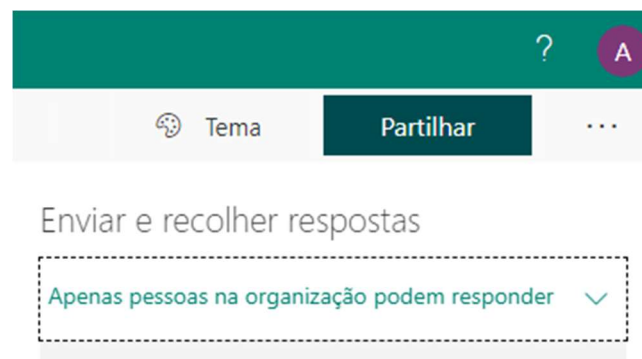 ? A
Tema Partilhar ...
Enviar e recolher respostas
Apenas pessoas na organização podem responder